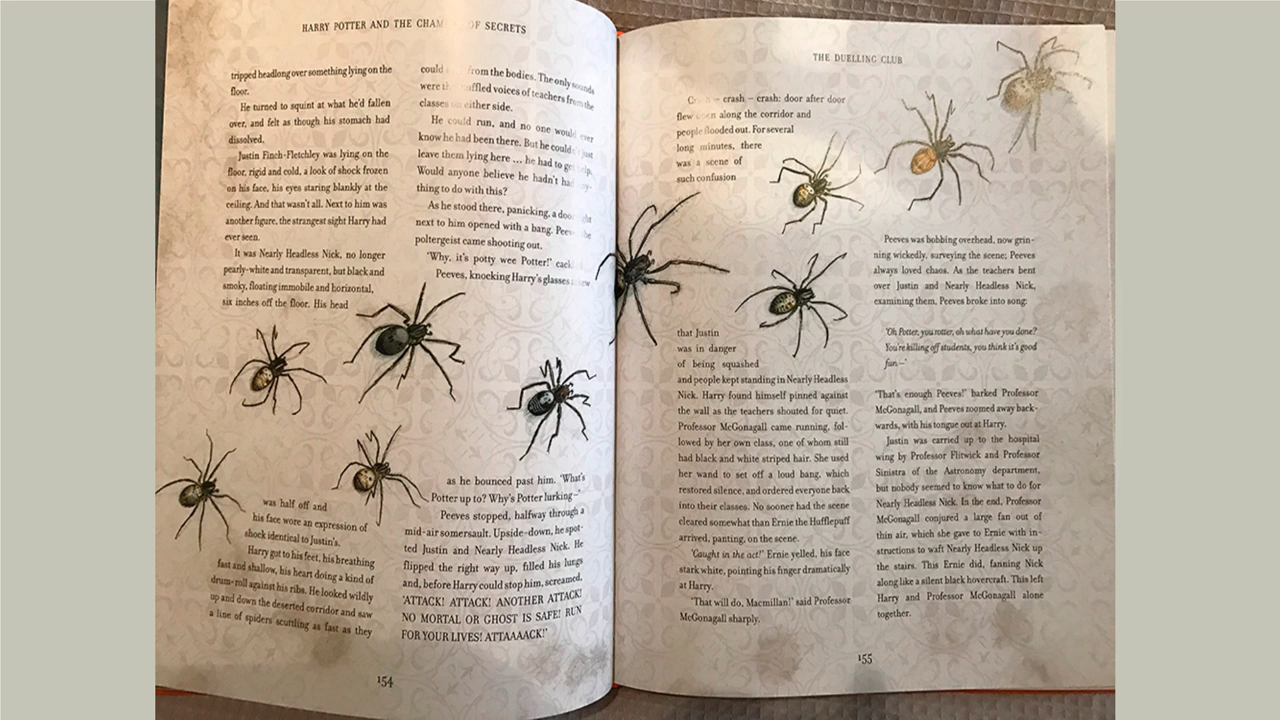 HARRY POTTER AND THE OF SECRETS
tripped headlong over something lying on the
floor.
He turned to squint at what he'd fallen
over, and felt as though his stomach had
dissolved.
Justin Finch-Fletchley was lying on the
floor, rigid and cold, a look of shock frozen
on his face, his eyes staring blankly at the
ceiling. And that wasn't all. Next to him was
another figure, the strangest sight Harry had
ever seen.
It was Nearly Headless Nick, no longer
pearly-white and transparent, but black and
smoky, floating immobile and horizontal,
six inches off the floor. His head
was half off and
his face wore an expression of
shock identical to Justin's.
Harry got to his feet, his breathing
fast and shallow, his heart doing a kind of
drum-roll against his ribs. He looked wildly
up and down the deserted corridor and saw
a line of spiders scuttling as fast as they
could from the bodies. The only sounds
were voices of teachers from the
classes either side.
He could run, and no one would ever
know he had been there. But he just
leave them lying here ... he had to
Would anyone believe he hadn't had
thing to do with this?
As he stood there, panicking, a
next to him opened with a bang.
poltergeist came shooting out.
'Why, it's potty wee Potter!'
Peeves, knocking Harry's glasses
as he bounced past him. 'What's
Potter up to? Why's Potter lurking–'
Peeves stopped, halfway through a
mid-air somersault. Upside-down, he spot-
ted Justin and Nearly Headless Nick. He
flipped the right way up, filled his lungs
and, before Harry could stop him, screamed,
'ATTACK! ATTACK! ANOTHER ATTACK!
NO MORTAL OR GHOST IS SAFE! RUN
FOR YOUR LIVES! ATTAAAACK!'
154
THE DUELLING CLUB
– crash – crash: door after door
flew along the corridor and
people flooded out. For several
long minutes, there
was a scene of
such confusion
that Justin
was in danger
of being squashed
and people kept standing in Nearly Headless
Nick. Harry found himself pinned against
the wall as the teachers shouted for quiet.
Professor McGonagall came running, fol-
lowed by her own class, one of whom still
had black and white striped hair. She used
her wand to set off a loud bang, which
restored silence, and ordered everyone back
into their classes. No sooner had the scene
cleared somewhat than Ernie the Hufflepuff
arrived, panting, on the scene.
'Caught in the act!' Ernie yelled, his face
stark white, pointing his finger dramatically
at Harry.
'That will do, Macmillan!' said Professor
McGonagall sharply.
Peeves was bobbing overhead, now grin-
ning wickedly, surveying the scene; Peeves
always loved chaos. As the teachers bent
over Justin and Nearly Headless Nick,
examining them, Peeves broke into song:
'Oh Potter, you rotter, oh what have you done?
You're killing off students, you think it's good
fun –'
'That's enough Peeves!' barked Professor
McGonagall, and Peeves zoomed away back-
wards, with his tongue out at Harry.
Justin was carried up to the hospital
wing by Professor Flitwick and Professor
Sinistra of the Astronomy department,
but nobody seemed to know what to do for
Nearly Headless Nick. In the end, Professor
McGonagall conjured a large fan out of
thin air, which she gave to Ernie with in-
structions to waft Nearly Headless Nick up
the stairs. This Ernie did, fanning Nick
along like a silent black hovercraft. This left
Harry and Professor McGonagall alone
together.
155